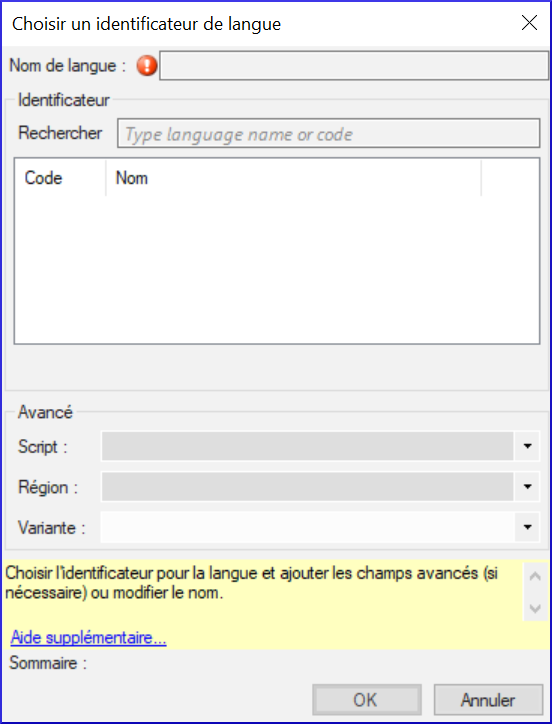 Choisir un identificateur de langue
Nom de langue :
Identificateur
Rechercher Type language name or code
Code Nom
Avancé
Script :
Région :
Variante :
Choisir l'identificateur pour la langue et ajouter les champs avancés (si
nécessaire) ou modifier le nom.
Aide supplémentaire...
Sommaire :
OK Annuler